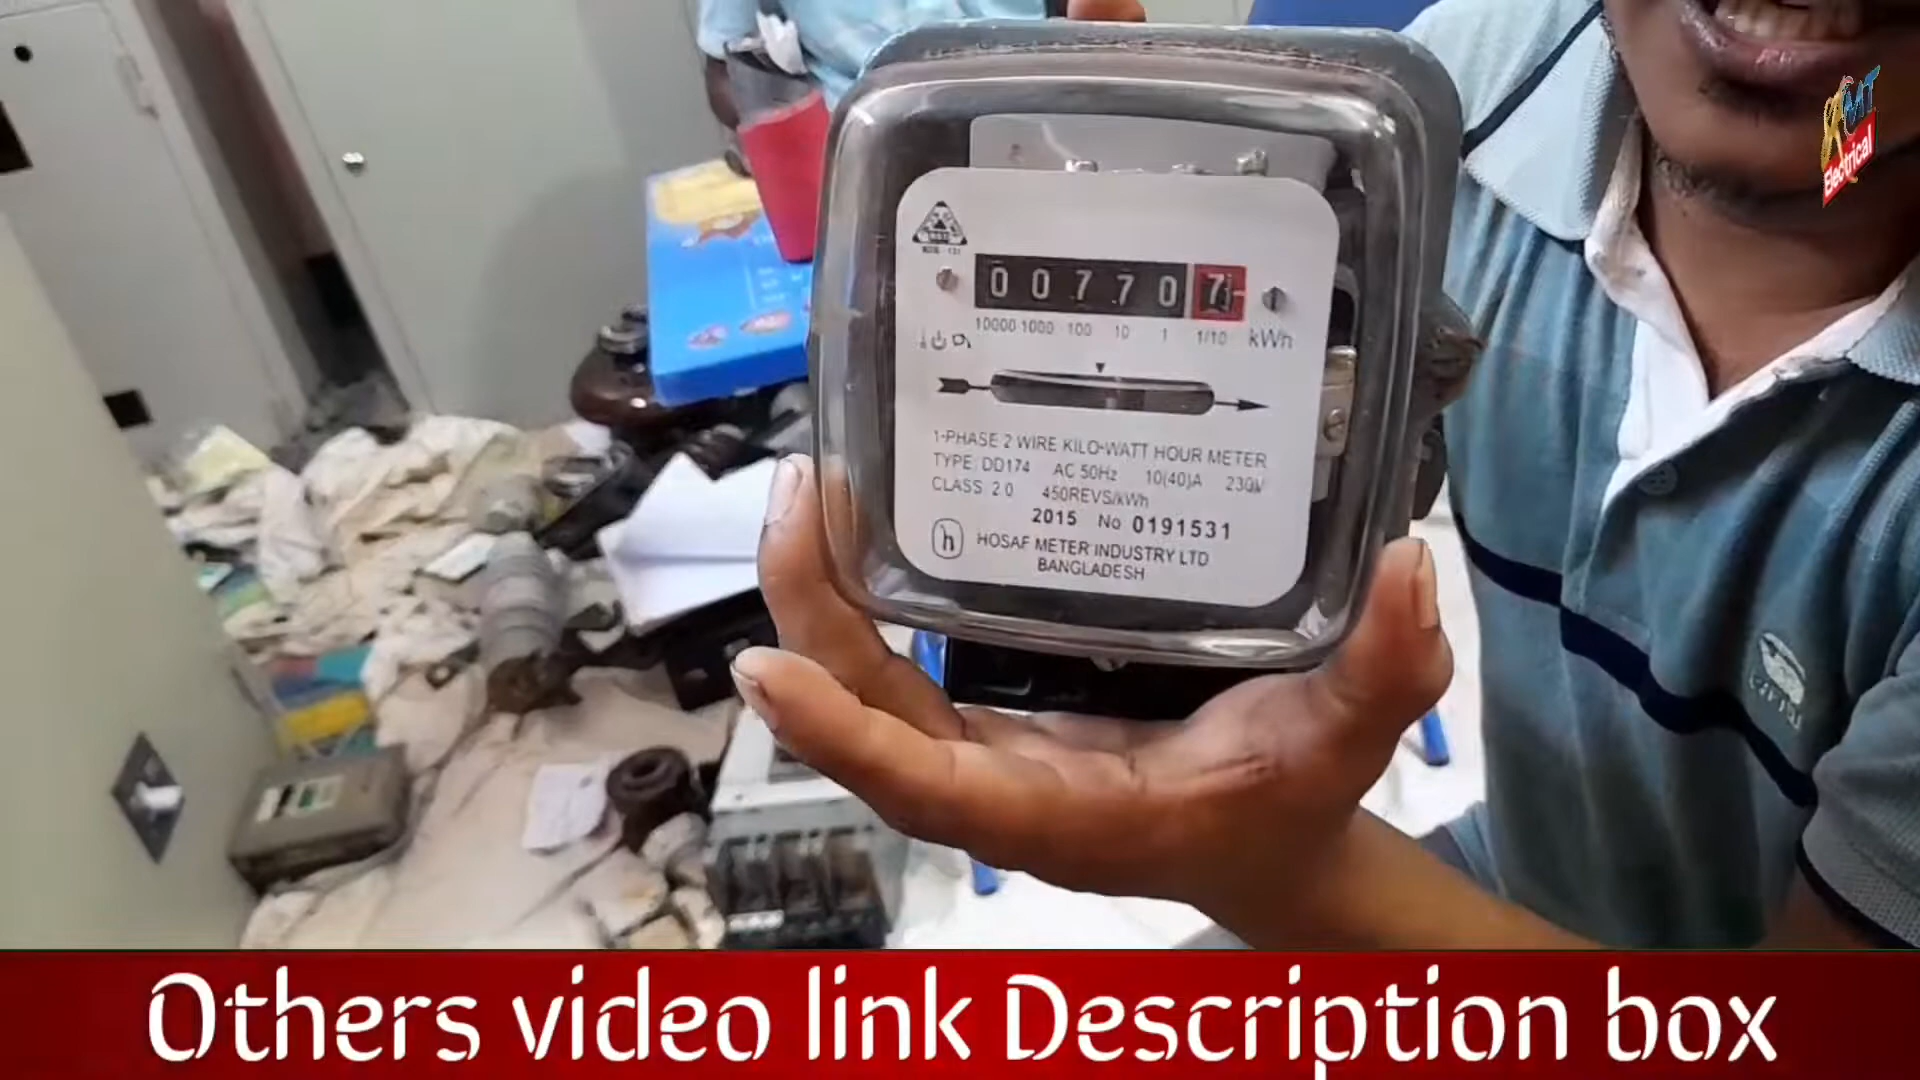 KMT
Electrical
0 0 7 7 0 7
10000 1000 100 10 1 1/10 kWh
1-PHASE 2 WIRE KILO-WATT HOUR METER
TYPE DD174 AC 50Hz 10(40)A 230V
CLASS 2.0 450REVS/kWh
2015 No 0191531
h HOSAF METER INDUSTRY LTD
BANGLADESH
Others video link Description box